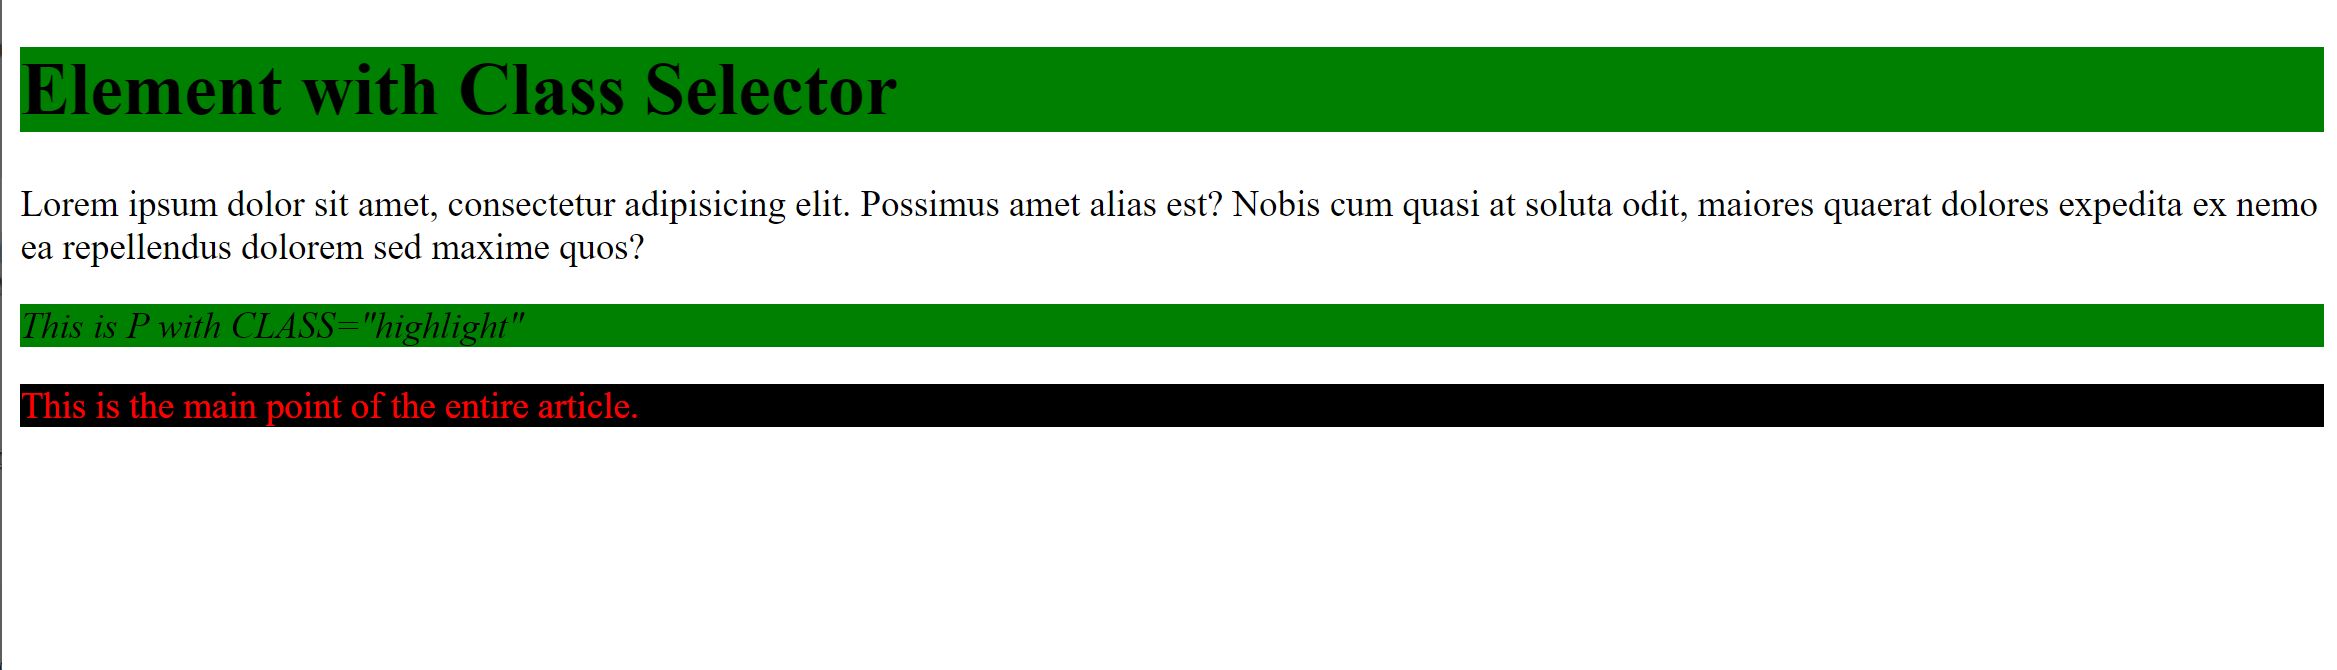 Element with Class Selector
Lorem ipsum dolor sit amet, consectetur adipisicing elit. Possimus amet alias est? Nobis cum quasi at soluta odit, maiores quaerat dolores expedita ex nemo
ea repellendus dolorem sed maxime quos?
This is P with CLASS="highlight"
This is the main point of the entire article.